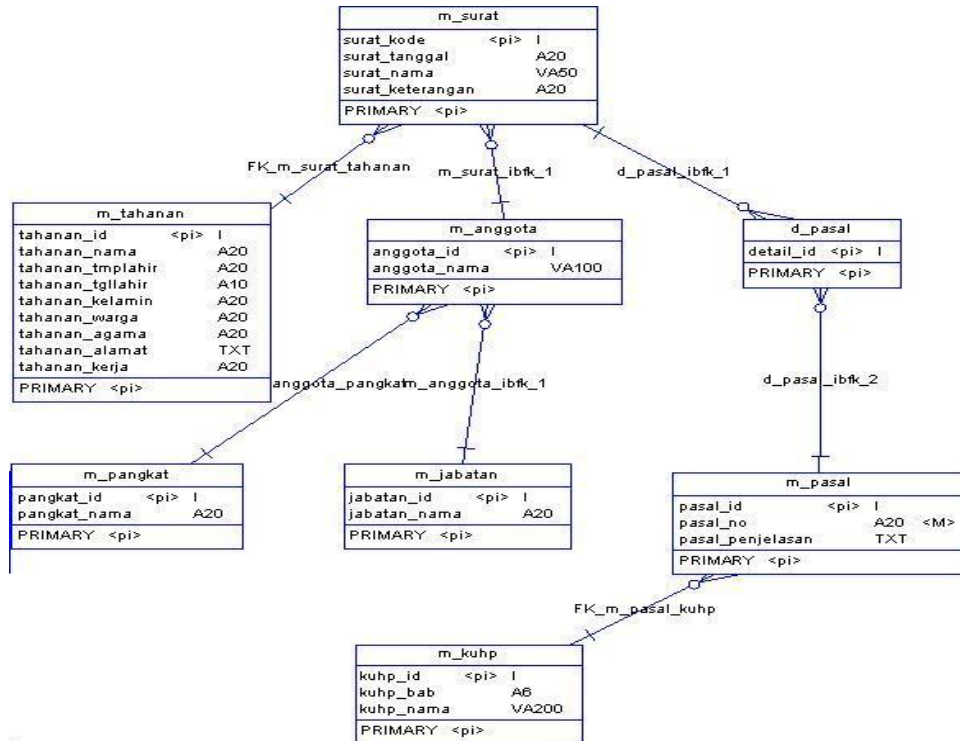 m_surat
surat_kode <pi> I
surat_tanggal A20
surat_nama VA50
surat_keterangan A20
PRIMARY <pi>
FK_m_surat_tahanan
m_surat_ibfk_1
d_pasal_ibfk_1
m_tahanan
tahanan_id <pi> I
tahanan_nama A20
tahanan_tmplahir A20
tahanan_tgllahir A10
tahanan_kelamin A20
tahanan_warga A20
tahanan_agama A20
tahanan_alamat TXT
tahanan_kerja A20
PRIMARY <pi>
m_anggota
anggota_id <pi> I
anggota_nama VA100
PRIMARY <pi>
d_pasal
detail_id <pi> I
PRIMARY <pi>
anggota_pangkat
m_anggota_ibfk_1
d_pasal_ibfk_2
m_pangkat
pangkat_id <pi> I
pangkat_nama A20
PRIMARY <pi>
m_jabatan
jabatan_id <pi> I
jabatan_nama A20
PRIMARY <pi>
m_pasal
pasal_id <pi> I
pasal_no A20 <M>
pasal_penjelasan TXT
PRIMARY <pi>
FK_m_pasal_kuhp
m_kuhp
kuhp_id <pi> I
kuhp_bab A6
kuhp_nama VA200
PRIMARY <pi>